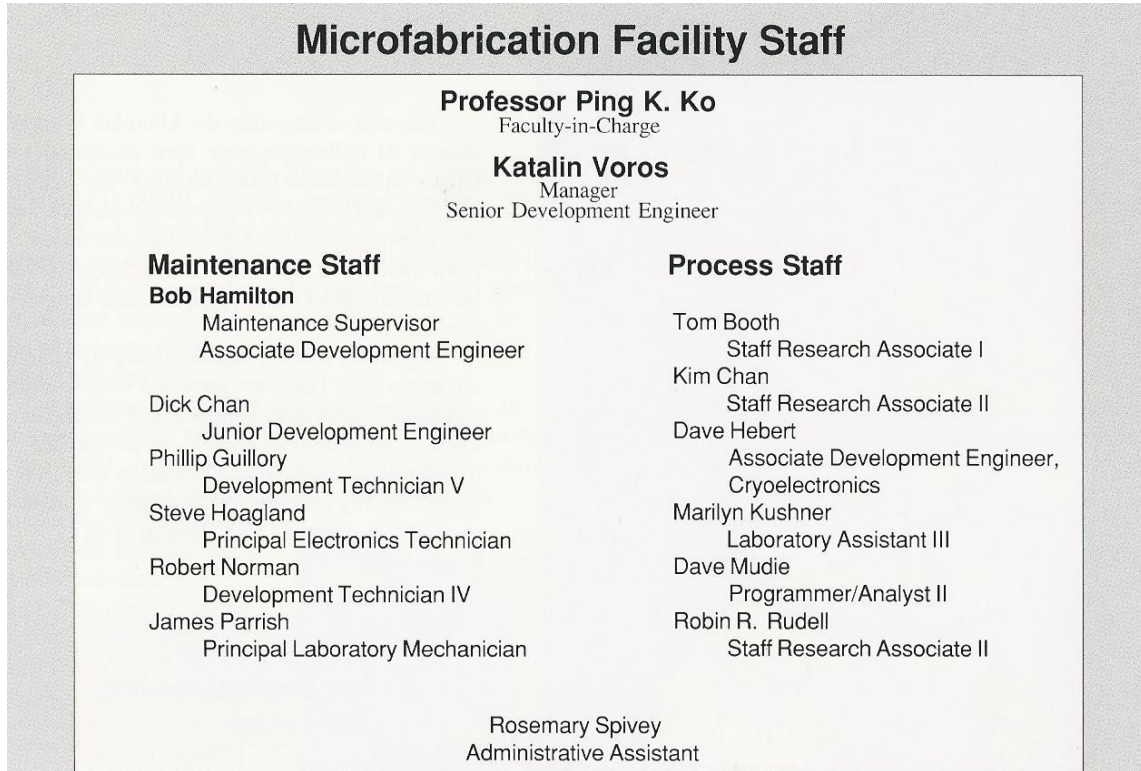 Microfabrication Facility Staff
Professor Ping K. Ko
Faculty-in-Charge
Katalin Voros
Manager
Senior Development Engineer
Maintenance Staff
Bob Hamilton
Maintenance Supervisor
Associate Development Engineer
Dick Chan
Junior Development Engineer
Phillip Guillory
Development Technician V
Steve Hoagland
Principal Electronics Technician
Robert Norman
Development Technician IV
James Parrish
Principal Laboratory Mechanician
Process Staff
Tom Booth
Staff Research Associate I
Kim Chan
Staff Research Associate II
Dave Hebert
Associate Development Engineer,
Cryoelectronics
Marilyn Kushner
Laboratory Assistant III
Dave Mudie
Programmer/Analyst II
Robin R. Rudell
Staff Research Associate II
Rosemary Spivey
Administrative Assistant